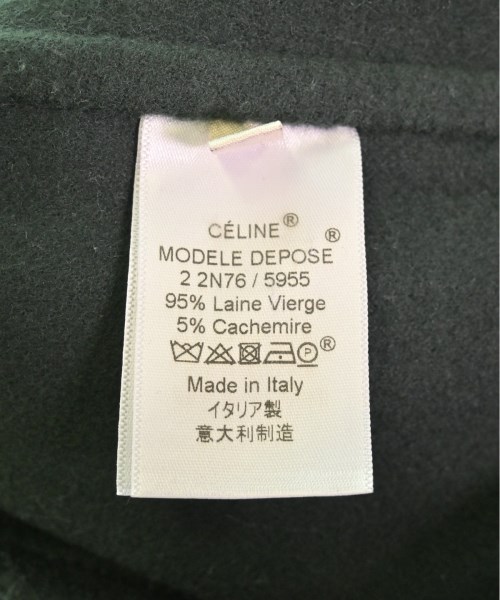 CÉLINE®
MODELE DEPOSE ®
2 2N76 / 5955
95% Laine Vierge
5% Cachemire
P ®
Made in Italy
イタリア製
意大利制造